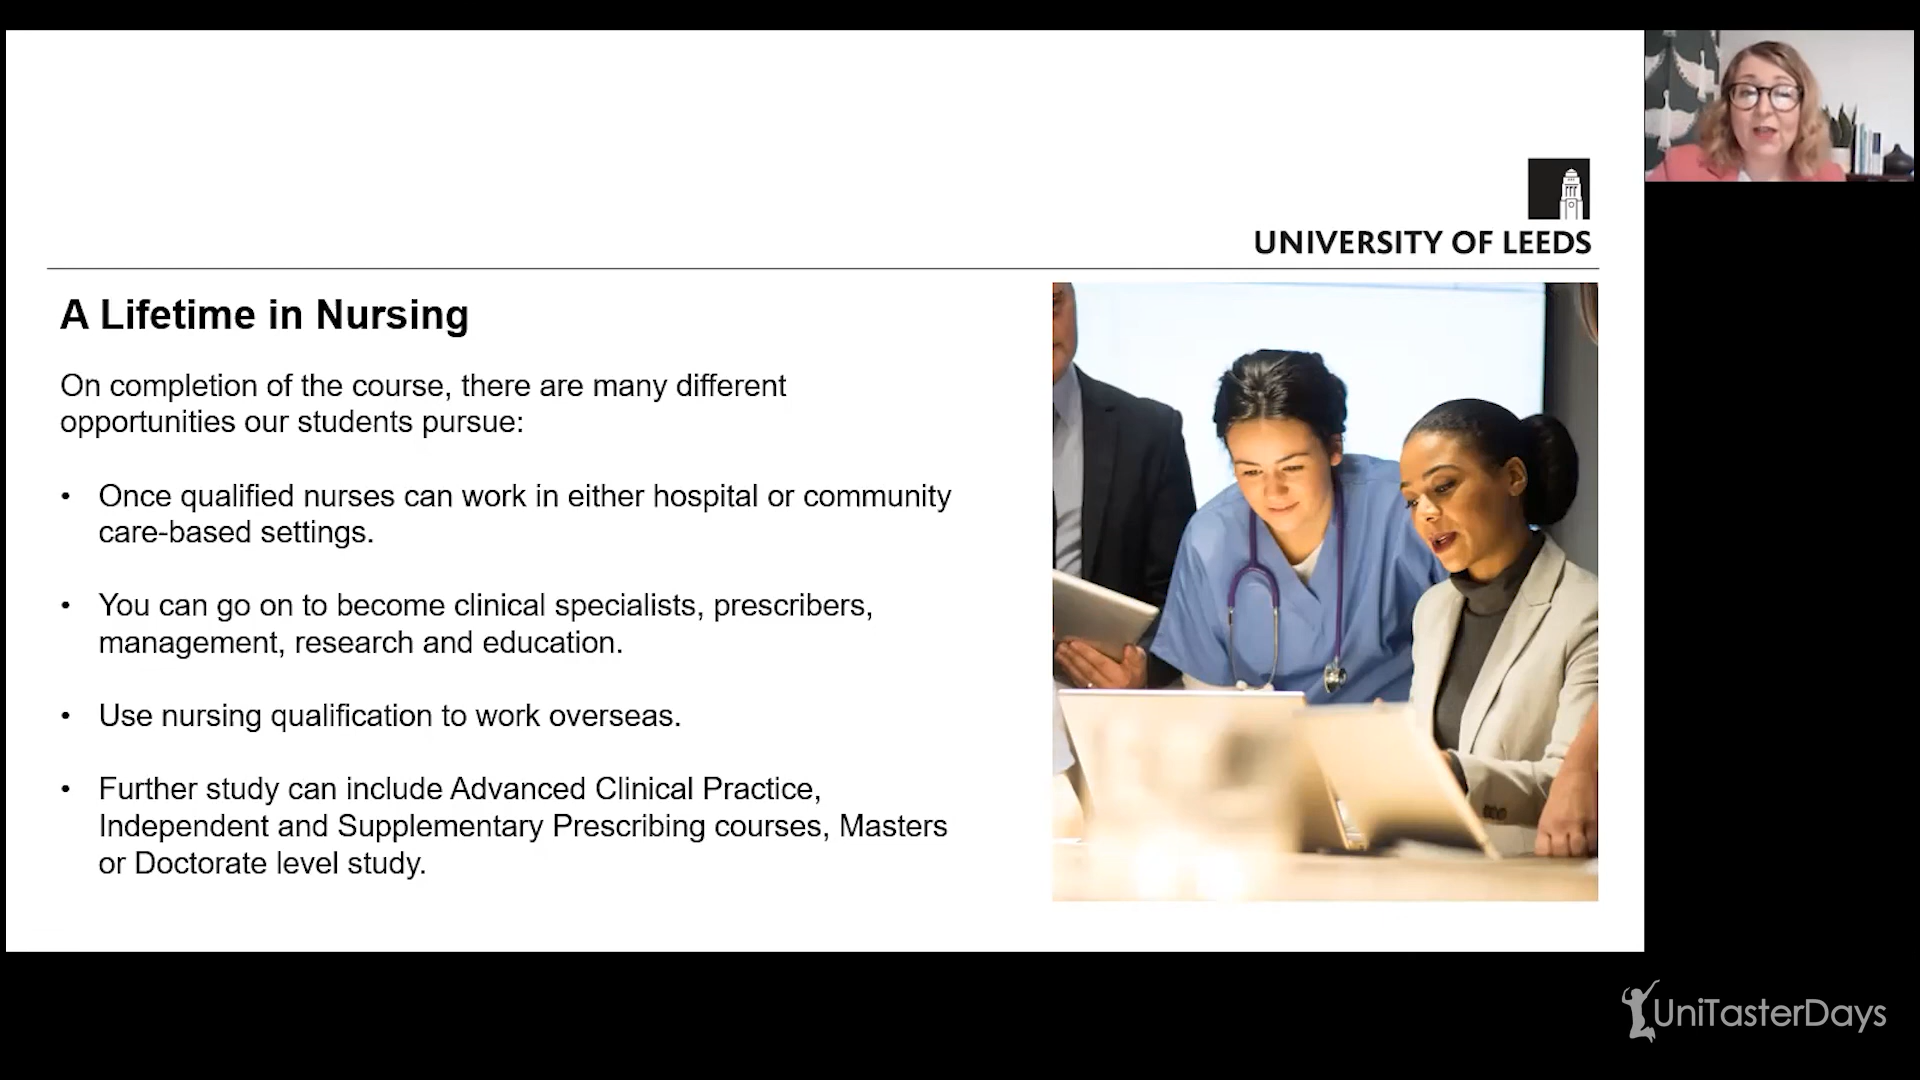 UNIVERSITY OF LEEDS
A Lifetime in Nursing
On completion of the course, there are many different
opportunities our students pursue:
• Once qualified nurses can work in either hospital or community
care-based settings.
• You can go on to become clinical specialists, prescribers,
management, research and education.
• Use nursing qualification to work overseas.
• Further study can include Advanced Clinical Practice,
Independent and Supplementary Prescribing courses, Masters
or Doctorate level study.
UniTasterDays